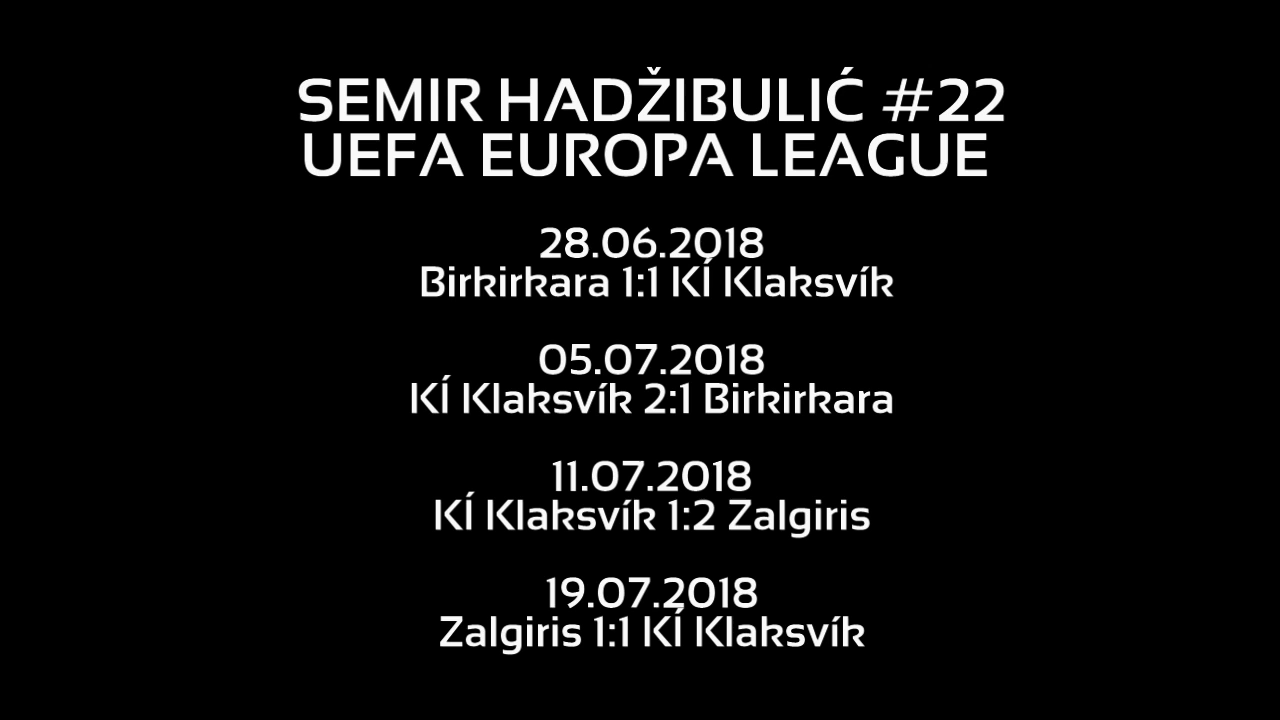 SEMIR HADŽIBULIĆ #22
UEFA EUROPA LEAGUE
28.06.2018
Birkirkara 1:1 KÍ Klaksvík
05.07.2018
KÍ Klaksvík 2:1 Birkirkara
11.07.2018
KÍ Klaksvík 1:2 Zalgiris
19.07.2018
Zalgiris 1:1 KÍ Klaksvík